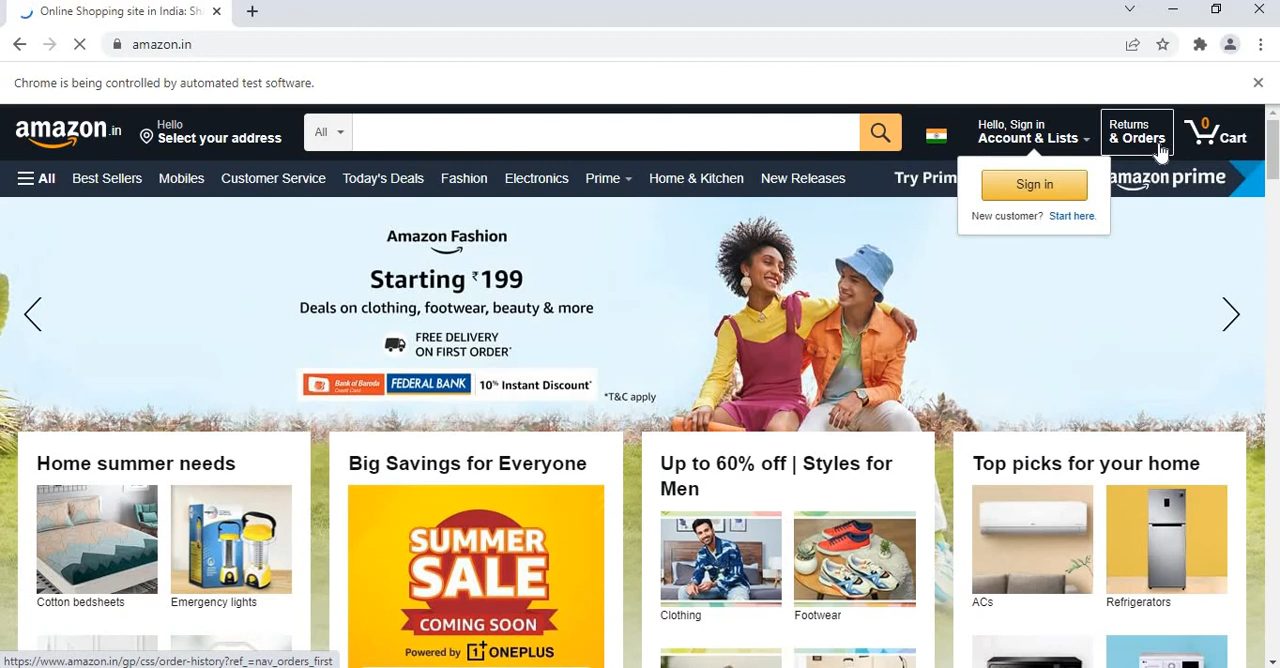 Online Shopping site in India: Sh
amazon.in
Chrome is being controlled by automated test software.
amazon.in
Hello
Select your address
All
Hello, Sign in
Account & Lists
Returns
& Orders
0
Cart
All
Best Sellers
Mobiles
Customer Service
Today's Deals
Fashion
Electronics
Prime
Home & Kitchen
New Releases
Try Prim
amazon prime
Sign in
New customer? Start here.
Amazon Fashion
Starting ₹199
Deals on clothing, footwear, beauty & more
FREE DELIVERY
ON FIRST ORDER*
Bank of Baroda
FEDERAL BANK
10% Instant Discount*
*T&C apply
Home summer needs
Cotton bedsheets
Emergency lights
Big Savings for Everyone
SUMMER
SALE
COMING SOON
Powered by 1+ ONEPLUS
Up to 60% off | Styles for
Men
Clothing
Footwear
Top picks for your home
ACs
Refrigerators
https://www.amazon.in/gp/css/order-history?ref_=nav_orders_first